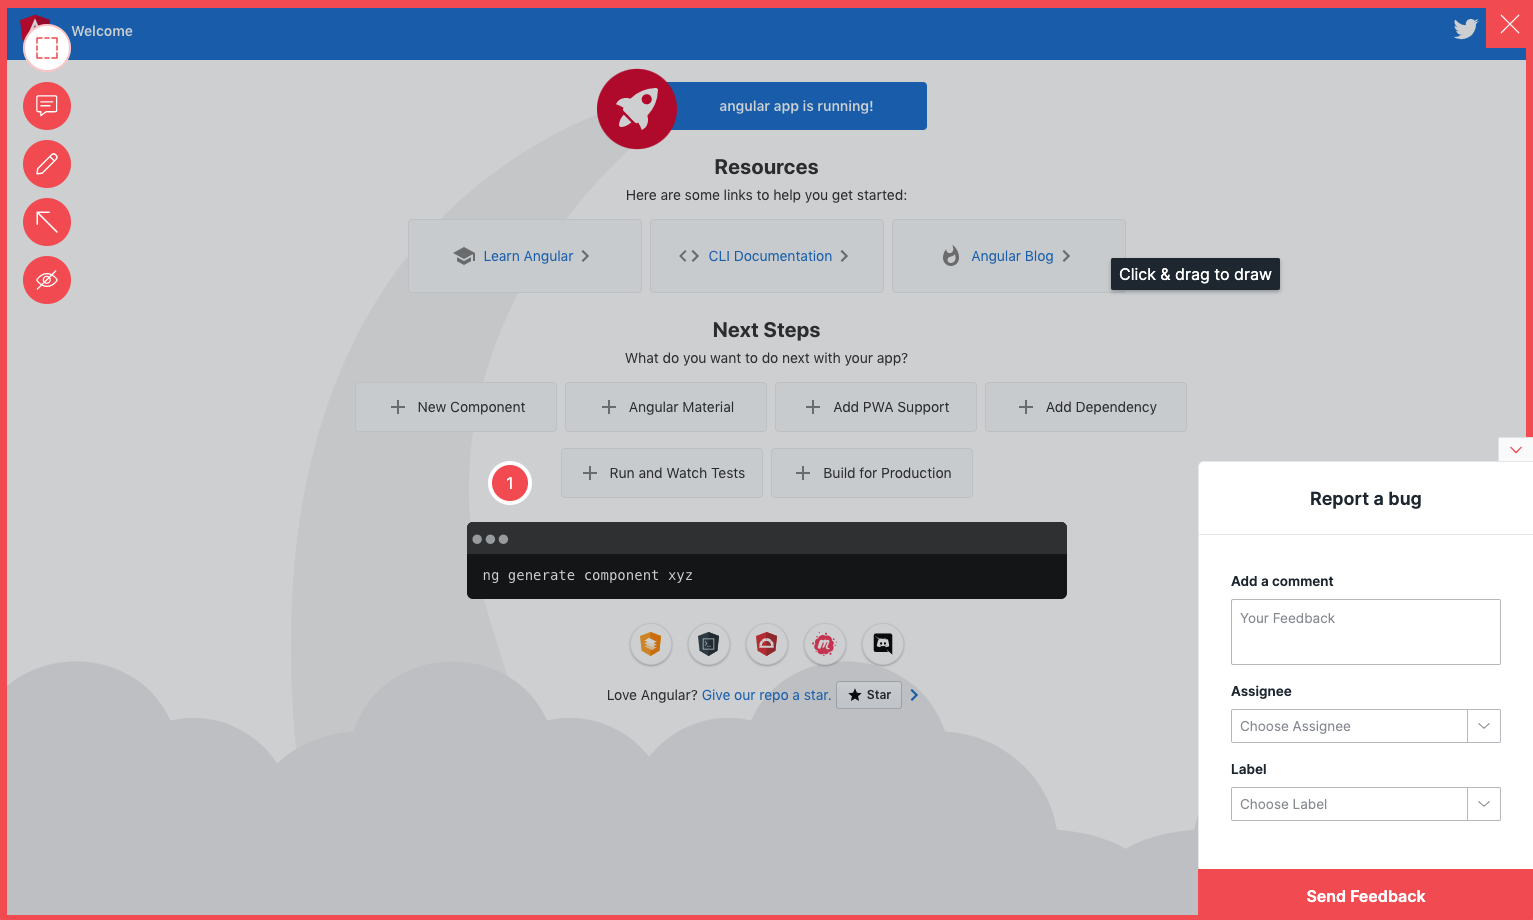 Welcome
angular app is running!
Resources
Here are some links to help you get started:
Learn Angular
CLI Documentation
Angular Blog
Click & drag to draw
Next Steps
What do you want to do next with your app?
New Component
Angular Material
Add PWA Support
Add Dependency
Run and Watch Tests
Build for Production
1
ng generate component xyz
Love Angular? Give our repo a star. Star
Report a bug
Add a comment
Your Feedback
Assignee
Choose Assignee
Label
Choose Label
Send Feedback